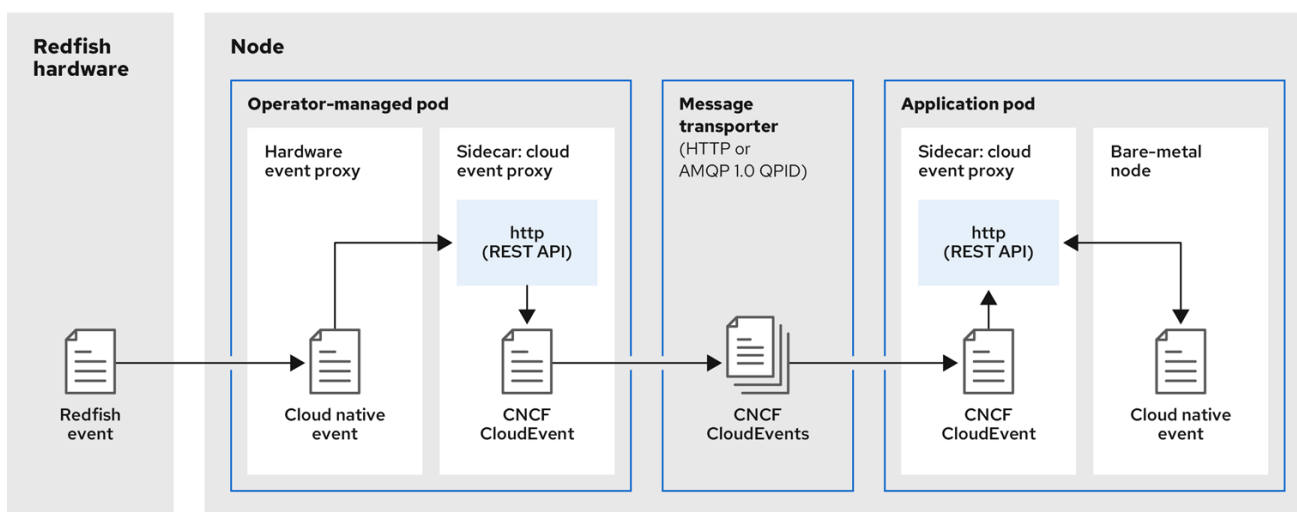 Redfish
hardware
Node
Operator-managed pod
Hardware
event proxy
Sidecar: cloud
event proxy
http
(REST API)
Redfish
event
Cloud native
event
CNCF
CloudEvent
Message
transporter
(HTTP or
AMQP 1.0 QPID)
CNCF
CloudEvents
Application pod
Sidecar: cloud
event proxy
http
(REST API)
CNCF
CloudEvent
Bare-metal
node
Cloud native
event